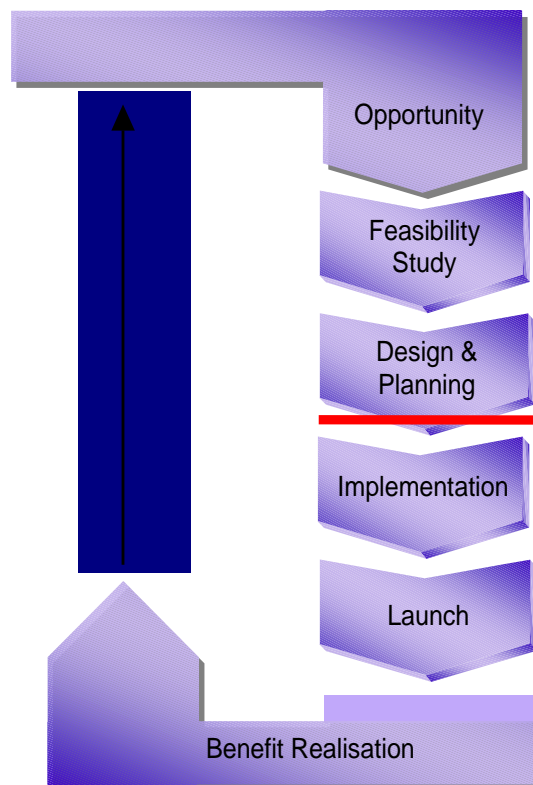 Opportunity
Feasibility
Study
Design &
Planning
Implementation
Launch
Benefit Realisation